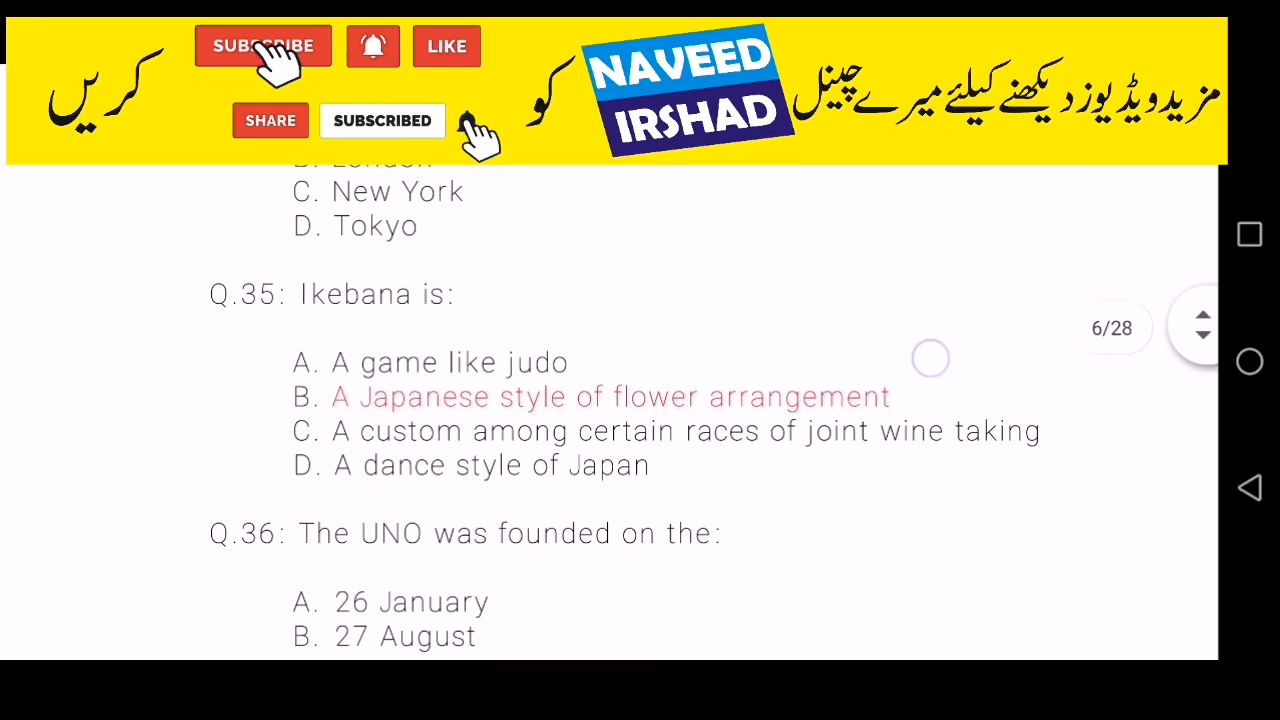 مزید ویڈیوز دیکھنے کیلئے میرے چینل
NAVEED
IRSHAD
کو
SUBSCRIBE
LIKE
SHARE
SUBSCRIBED
کریں
B. London
C. New York
D. Tokyo
Q.35: Ikebana is:
A. A game like judo
B. A Japanese style of flower arrangement
C. A custom among certain races of joint wine taking
D. A dance style of Japan
6/28
Q.36: The UNO was founded on the:
A. 26 January
B. 27 August